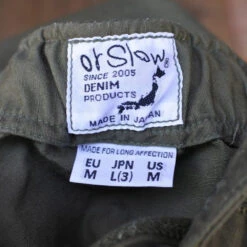 orSlow®
SINCE 2005
DENIM
PRODUCTS
MADE IN JAPAN
MADE FOR LONG AFFECTION
EU JPN US
M L(3) M